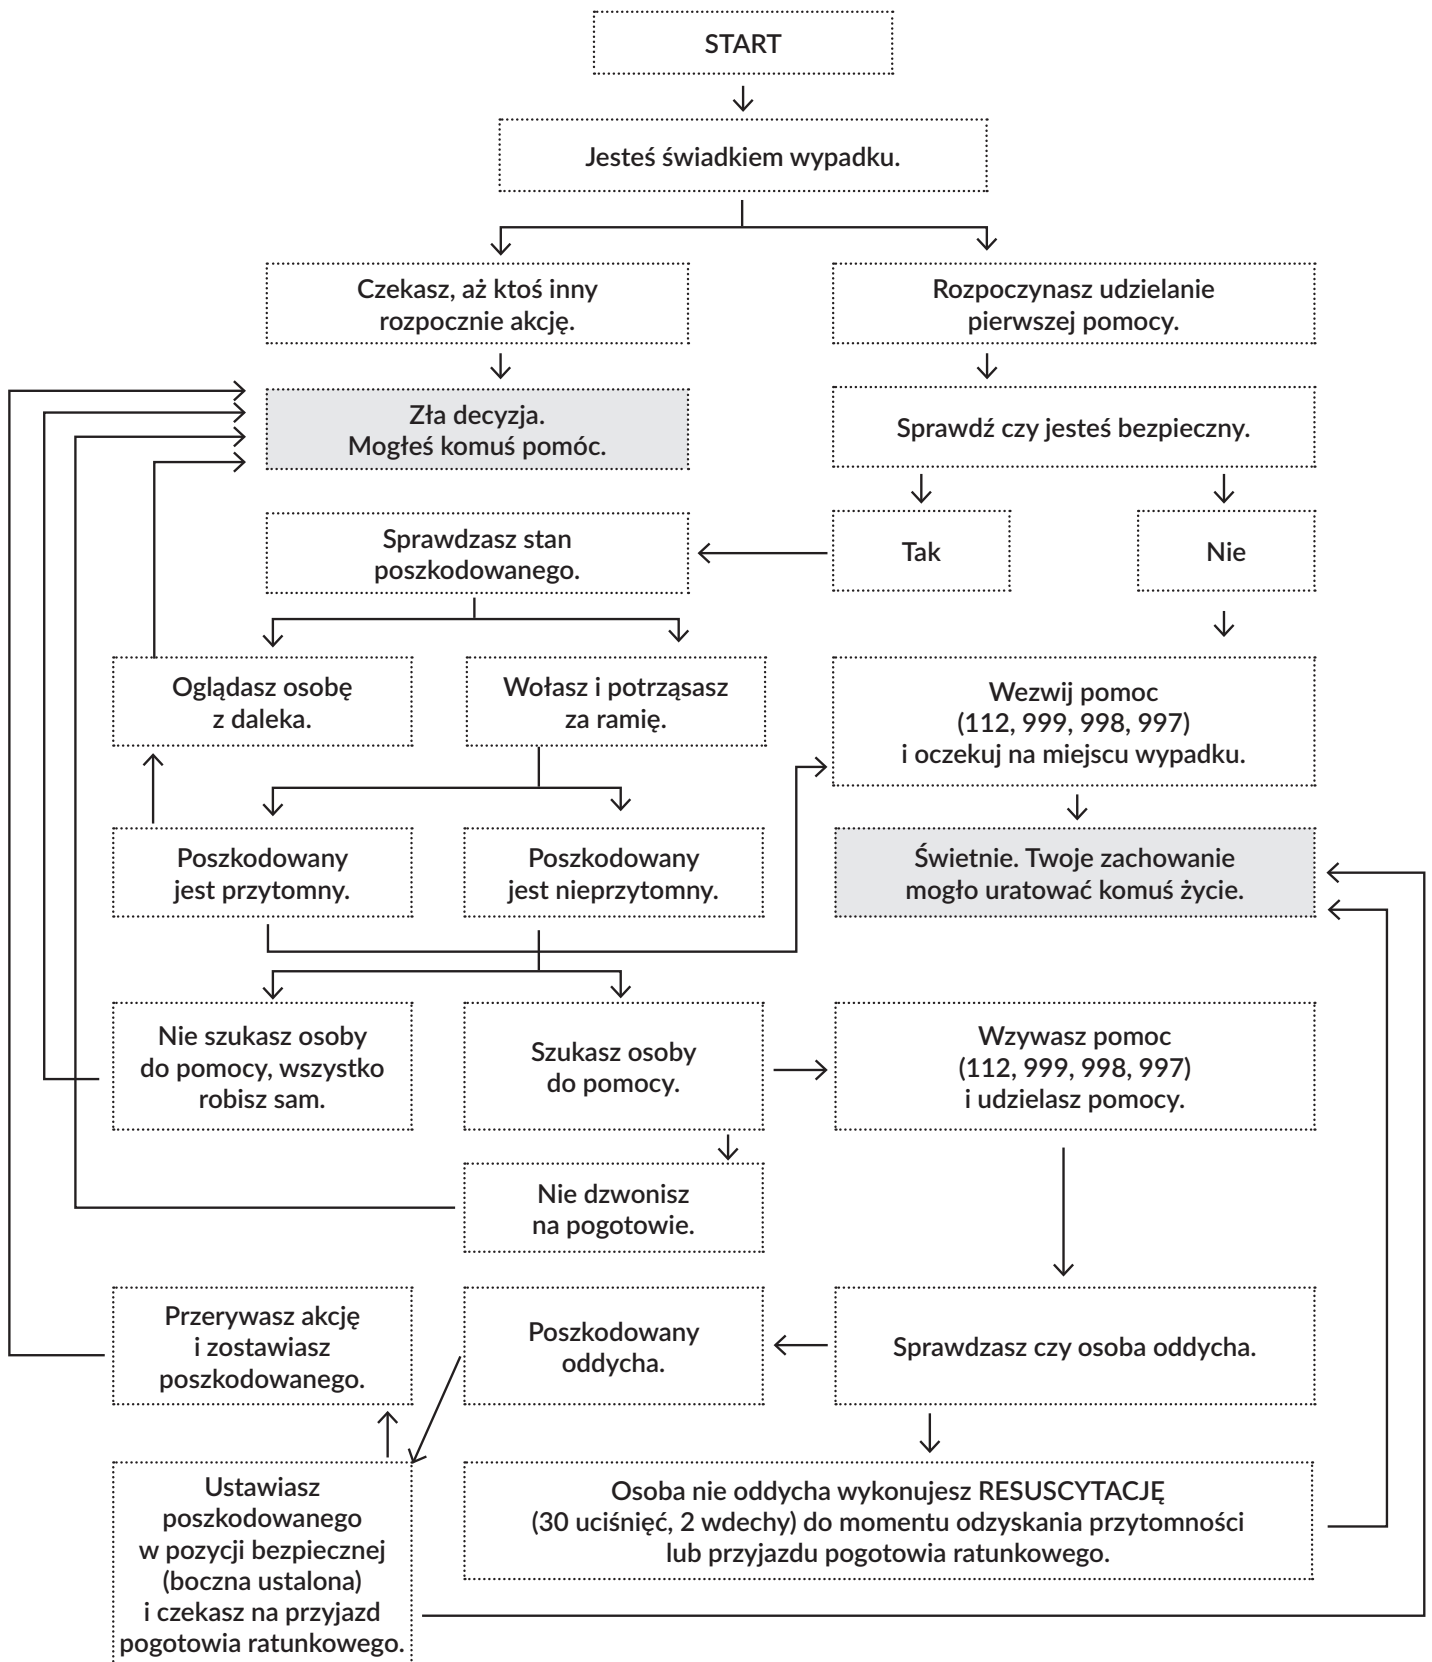 START
Jesteś świadkiem wypadku.
Czekasz, aż ktoś inny
rozpocznie akcję.
Rozpoczynasz udzielanie
pierwszej pomocy.
Zła decyzja.
Mogłeś komuś pomóc.
Sprawdź czy jesteś bezpieczny.
Sprawdzasz stan
poszkodowanego.
Tak
Nie
Oglądasz osobę
z daleka.
Wołasz i potrząsasz
za ramię.
Wezwij pomoc
(112, 999, 998, 997)
i oczekuj na miejscu wypadku.
Poszkodowany
jest przytomny.
Poszkodowany
jest nieprzytomny.
Świetnie. Twoje zachowanie
mogło uratować komuś życie.
Nie szukasz osoby
do pomocy, wszystko
robisz sam.
Szukasz osoby
do pomocy.
Wzywasz pomoc
(112, 999, 998, 997)
i udzielasz pomocy.
Nie dzwonisz
na pogotowie.
Przerywasz akcję
i zostawiasz
poszkodowanego.
Poszkodowany
oddycha.
Sprawdzasz czy osoba oddycha.
Ustawiasz
poszkodowanego
w pozycji bezpiecznej
(boczna ustalona)
i czekasz na przyjazd
pogotowia ratunkowego.
Osoba nie oddycha wykonujesz RESUSCYTACJĘ
(30 uciśnięć, 2 wdechy) do momentu odzyskania przytomności
lub przyjazdu pogotowia ratunkowego.